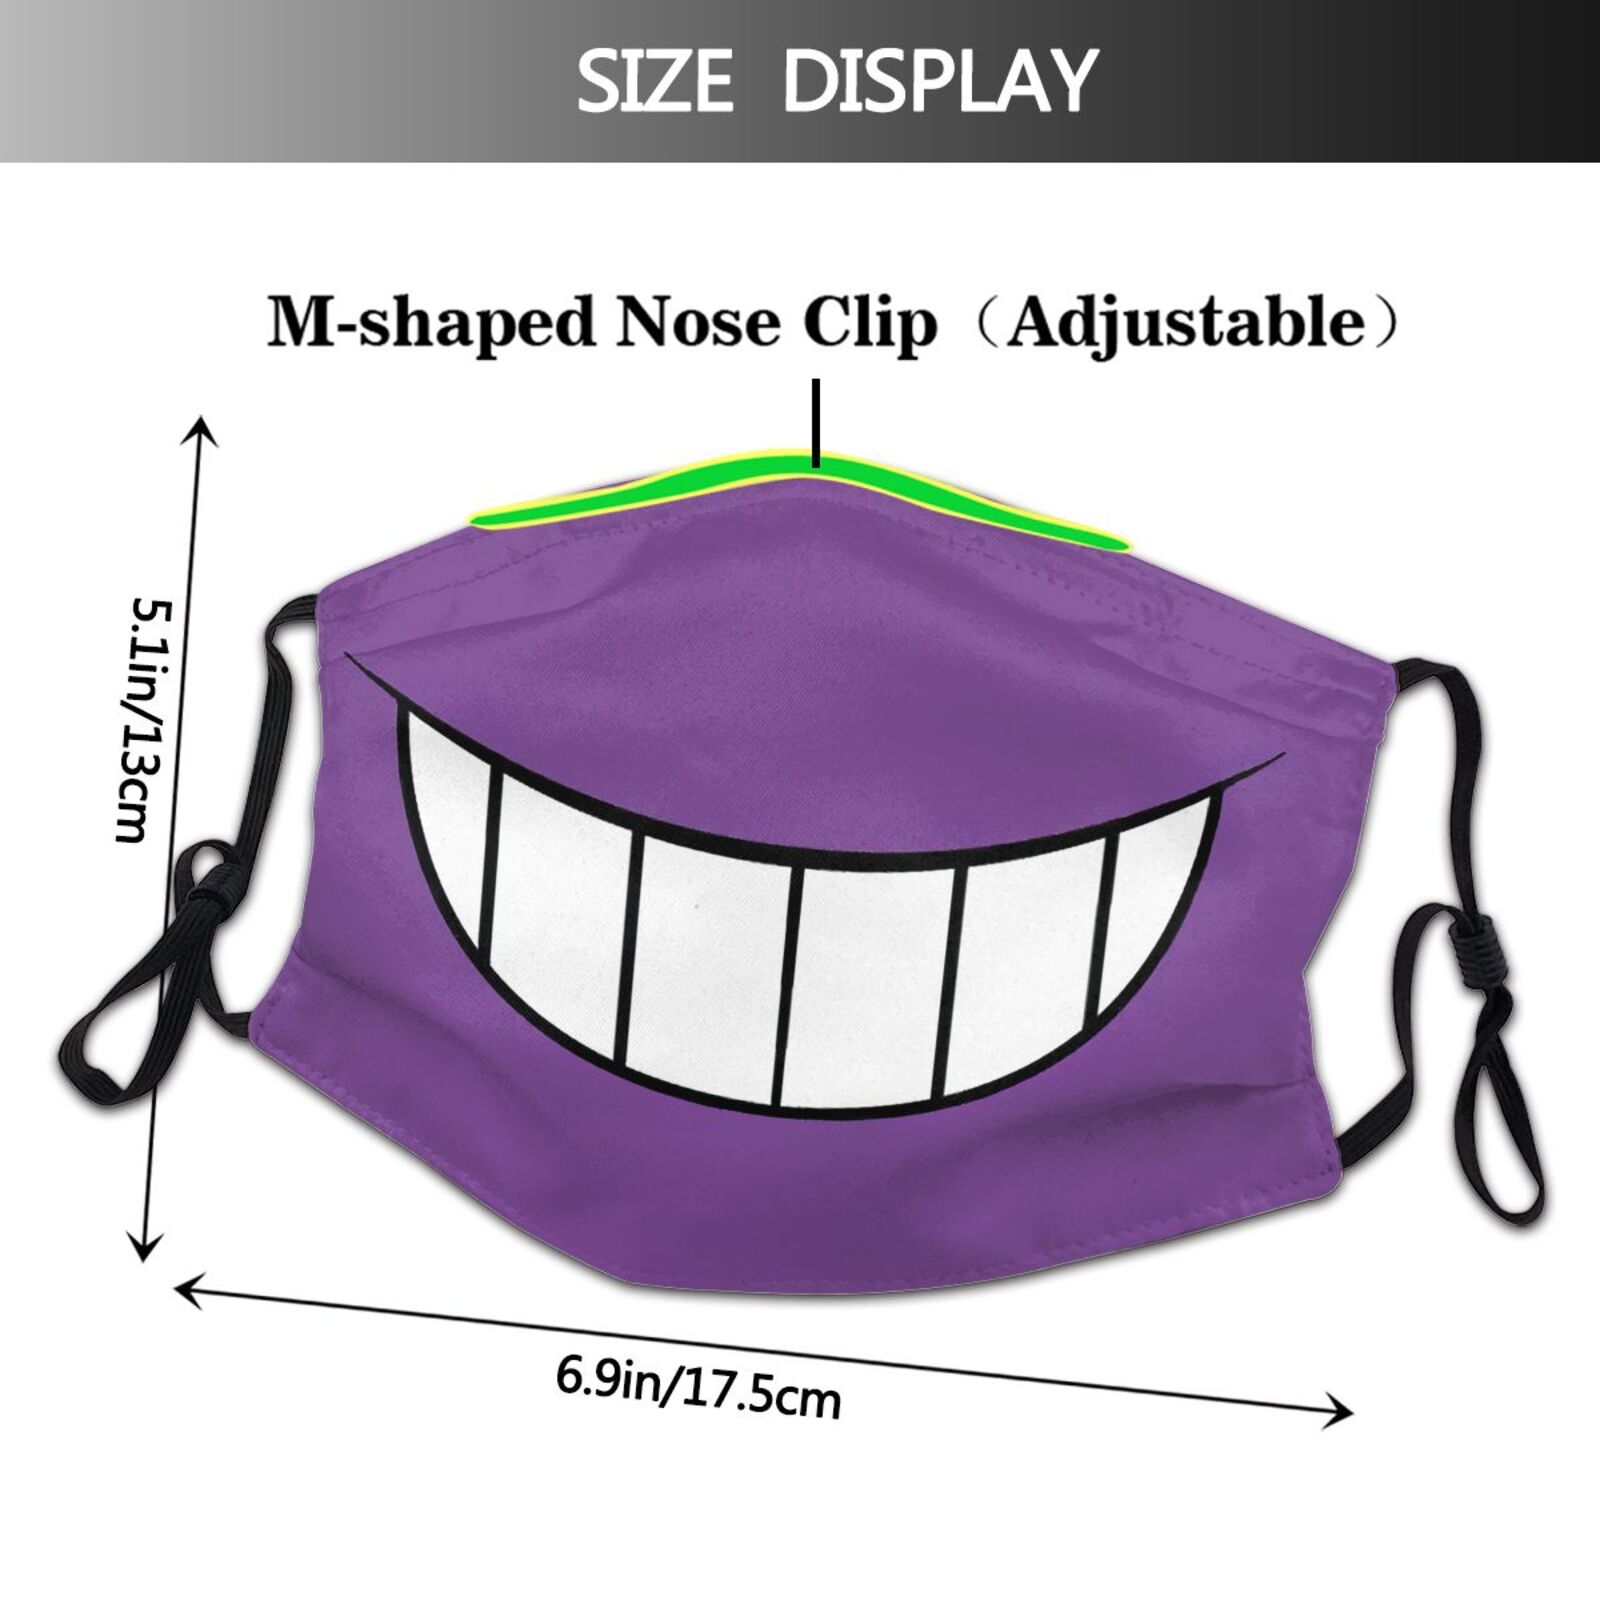 SIZE DISPLAY
M-shaped Nose Clip（Adjustable）
5.1in/13cm
6.9in/17.5cm